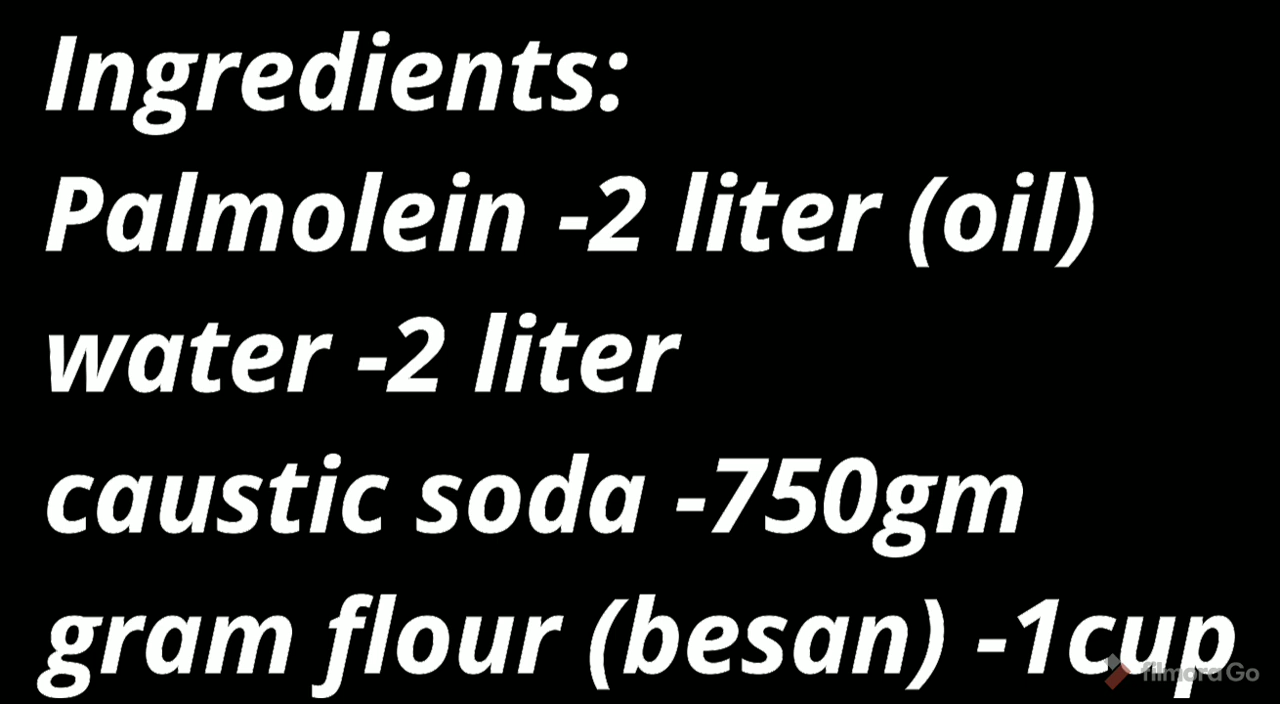 Ingredients:
Palmolein -2 liter (oil)
water -2 liter
caustic soda -750gm
gram flour (besan) -1cup
filmora Go